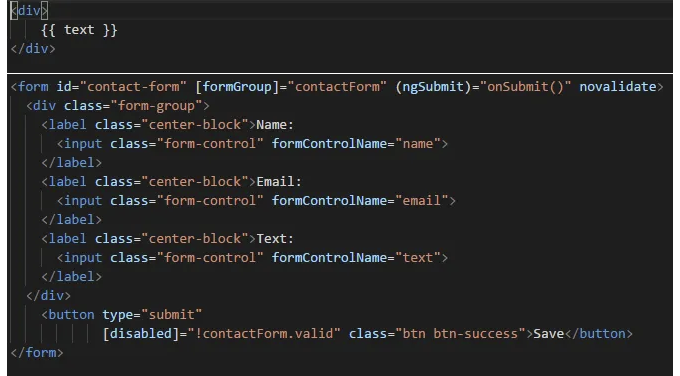 <div>
    {{ text }}
</div>
<form id="contact-form" [formGroup]="contactForm" (ngSubmit)="onSubmit()" novalidate>
  <div class="form-group">
    <label class="center-block">Name:
      <input class="form-control" formControlName="name">
    </label>
    <label class="center-block">Email:
      <input class="form-control" formControlName="email">
    </label>
    <label class="center-block">Text:
      <input class="form-control" formControlName="text">
    </label>
  </div>
    <button type="submit"
            [disabled]="!contactForm.valid" class="btn btn-success">Save</button>
</form>